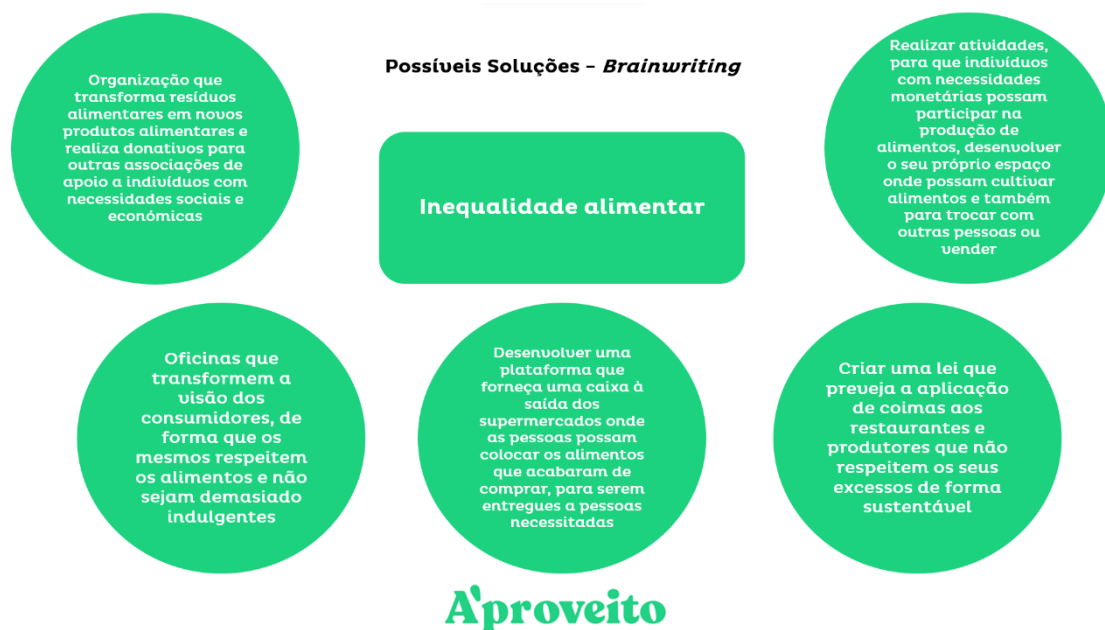 Possíveis Soluções – Brainwriting
Inequalidade alimentar
Organização que
transforma resíduos
alimentares em novos
produtos alimentares e
realiza donativos para
outras associações de
apoio a indivíduos com
necessidades sociais e
económicas
Realizar atividades,
para que indivíduos
com necessidades
monetárias possam
participar na
produção de
alimentos, desenvolver
o seu próprio espaço
onde possam cultivar
alimentos e também
para trocar com
outras pessoas ou
vender
Oficinas que
transformem a
visão dos
consumidores, de
forma que os
mesmos respeitem
os alimentos e não
sejam demasiado
indulgentes
Desenvolver uma
plataforma que
forneça uma caixa à
saída dos
supermercados onde
as pessoas possam
colocar os alimentos
que acabaram de
comprar, para serem
entregues a pessoas
necessitadas
Criar uma lei que
preveja a aplicação
de coimas aos
restaurantes e
produtores que não
respeitem os seus
excessos de forma
sustentável
A'proveito